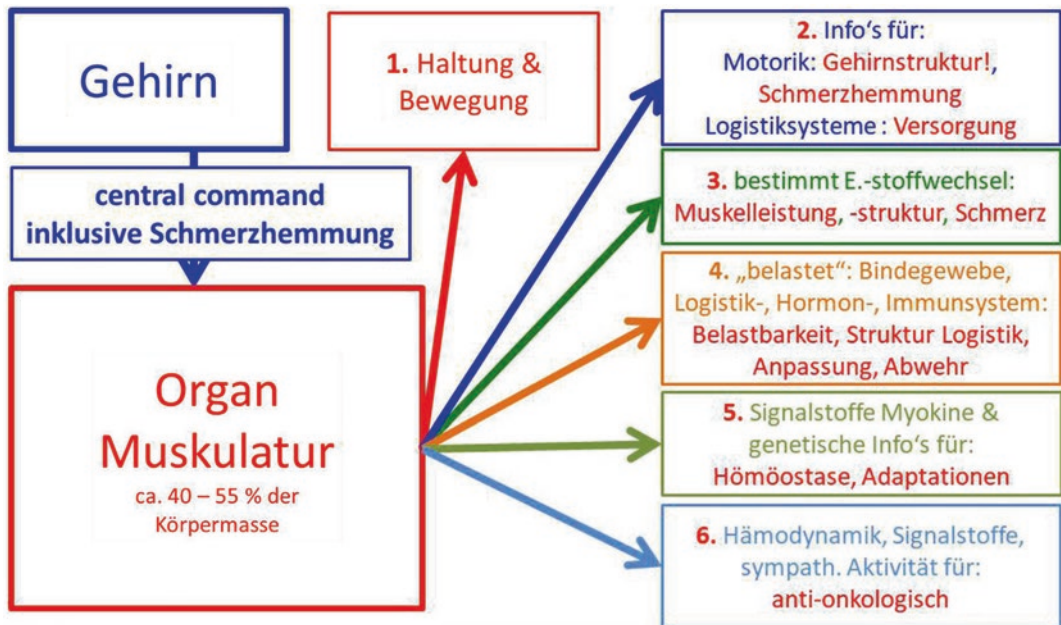 Gehirn
central command
inklusive Schmerzhemmung
Organ
Muskulatur
ca. 40 – 55 % der
Körpermasse
1. Haltung &
Bewegung
2. Info's für:
Motorik: Gehirnstruktur!,
Schmerzhemmung
Logistiksysteme : Versorgung
3. bestimmt E.-stoffwechsel:
Muskelleistung, -struktur, Schmerz
4. „belastet“: Bindegewebe,
Logistik-, Hormon-, Immunsystem:
Belastbarkeit, Struktur Logistik,
Anpassung, Abwehr
5. Signalstoffe Myokine &
genetische Info's für:
Hömöostase, Adaptationen
6. Hämodynamik, Signalstoffe,
sympath. Aktivität für:
anti-onkologisch